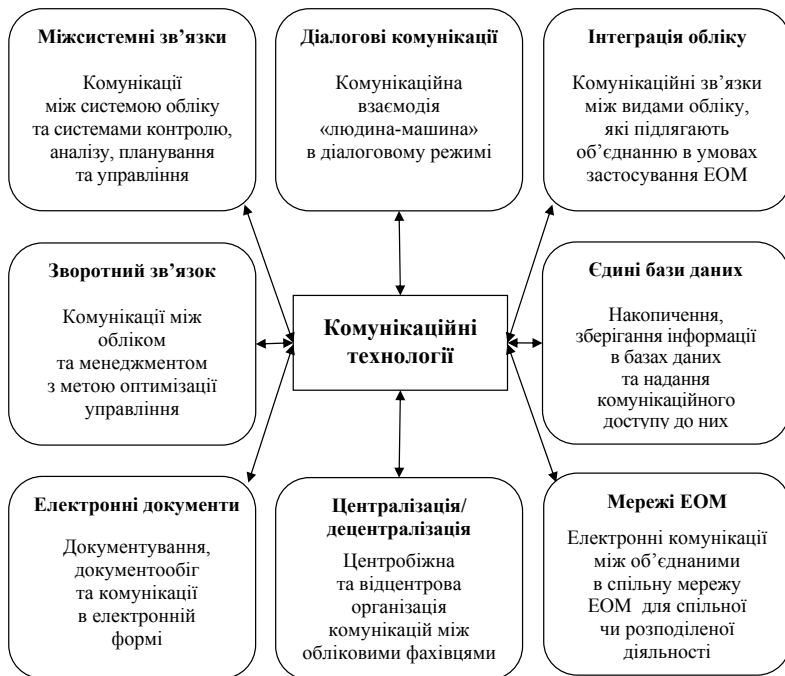 Міжсистемні зв’язки
Комунікації
між системою обліку
та системами контролю,
аналізу, планування
та управління
Діалогові комунікації
Комунікаційна
взаємодія
«людина-машина»
в діалоговому режимі
Інтеграція обліку
Комунікаційні зв’язки
між видами обліку,
які підлягають
об’єднанню в умовах
застосування ЕОМ
Зворотний зв’язок
Комунікації між
обліком
та менеджментом
з метою оптимізації
управління
Комунікаційні
технології
Єдині бази даних
Накопичення,
зберігання інформації
в базах даних
та надання
комунікаційного
доступу до них
Електронні документи
Документування,
документообіг
та комунікації
в електронній
формі
Централізація/
децентралізація
Центробіжна
та відцентрова
організація
комунікацій між
обліковими фахівцями
Мережі ЕОМ
Електронні комунікації
між об’єднаними
в спільну мережу
ЕОМ для спільної
чи розподіленої
діяльності